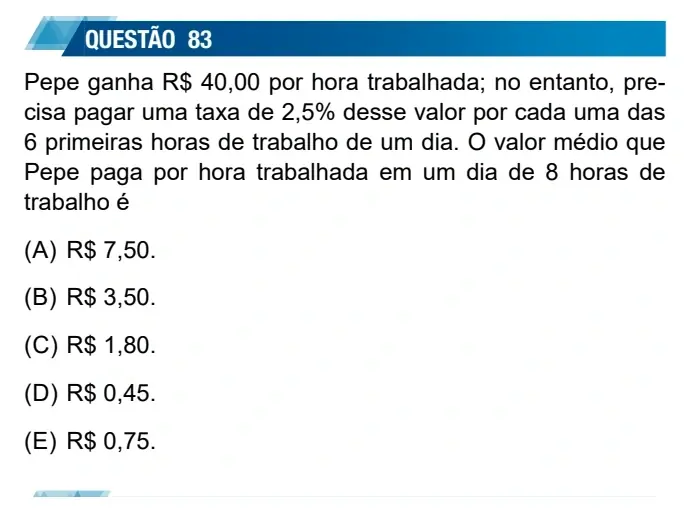 QUESTÃO 83
Pepe ganha R$ 40,00 por hora trabalhada; no entanto, pre-
cisa pagar uma taxa de 2,5% desse valor por cada uma das
6 primeiras horas de trabalho de um dia. O valor médio que
Pepe paga por hora trabalhada em um dia de 8 horas de
trabalho é
(A) R$ 7,50.
(B) R$ 3,50.
(C) R$ 1,80.
(D) R$ 0,45.
(E) R$ 0,75.